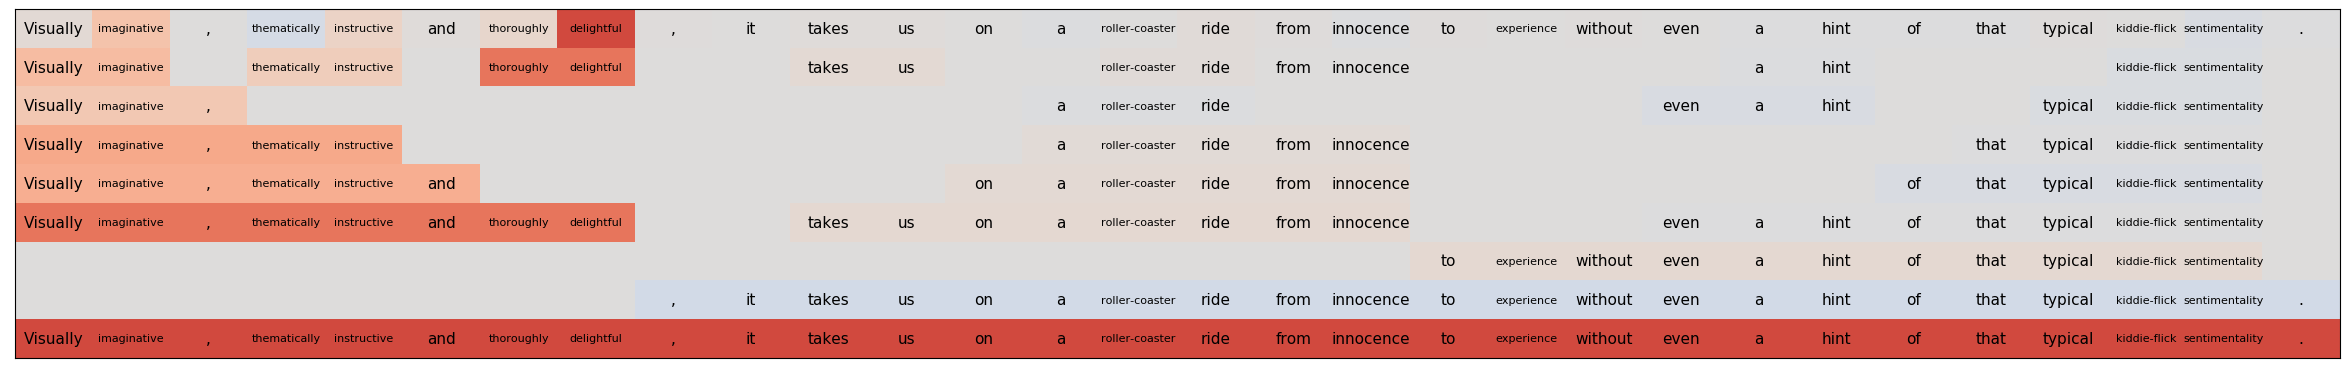 Visually imaginative , thematically instructive and thoroughly delightful , it takes us on a roller-coaster ride from innocence to experience without even a hint of that typical kiddie-flick sentimentality .
Visually imaginative thematically instructive thoroughly delightful takes us roller-coaster ride from innocence a hint kiddie-flick sentimentality
Visually imaginative , a roller-coaster ride even a hint typical kiddie-flick sentimentality
Visually imaginative , thematically instructive a roller-coaster ride from innocence that typical kiddie-flick sentimentality
Visually imaginative , thematically instructive and on a roller-coaster ride from innocence of that typical kiddie-flick sentimentality
Visually imaginative , thematically instructive and thoroughly delightful takes us on a roller-coaster ride from innocence even a hint of that typical kiddie-flick sentimentality
to experience without even a hint of that typical kiddie-flick sentimentality
, it takes us on a roller-coaster ride from innocence to experience without even a hint of that typical kiddie-flick sentimentality .
Visually imaginative , thematically instructive and thoroughly delightful , it takes us on a roller-coaster ride from innocence to experience without even a hint of that typical kiddie-flick sentimentality .